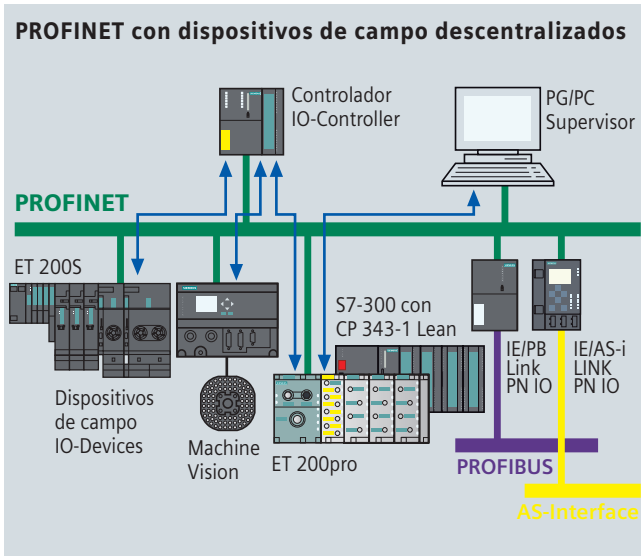 PROFINET con dispositivos de campo descentralizados
Controlador
IO-Controller
PG/PC
Supervisor
PROFINET
ET 200S
S7-300 con
CP 343-1 Lean
Dispositivos
de campo
IO-Devices
Machine
Vision
ET 200pro
IE/PB
Link
PN IO
IE/AS-i
LINK
PN IO
PROFIBUS
AS-Interface